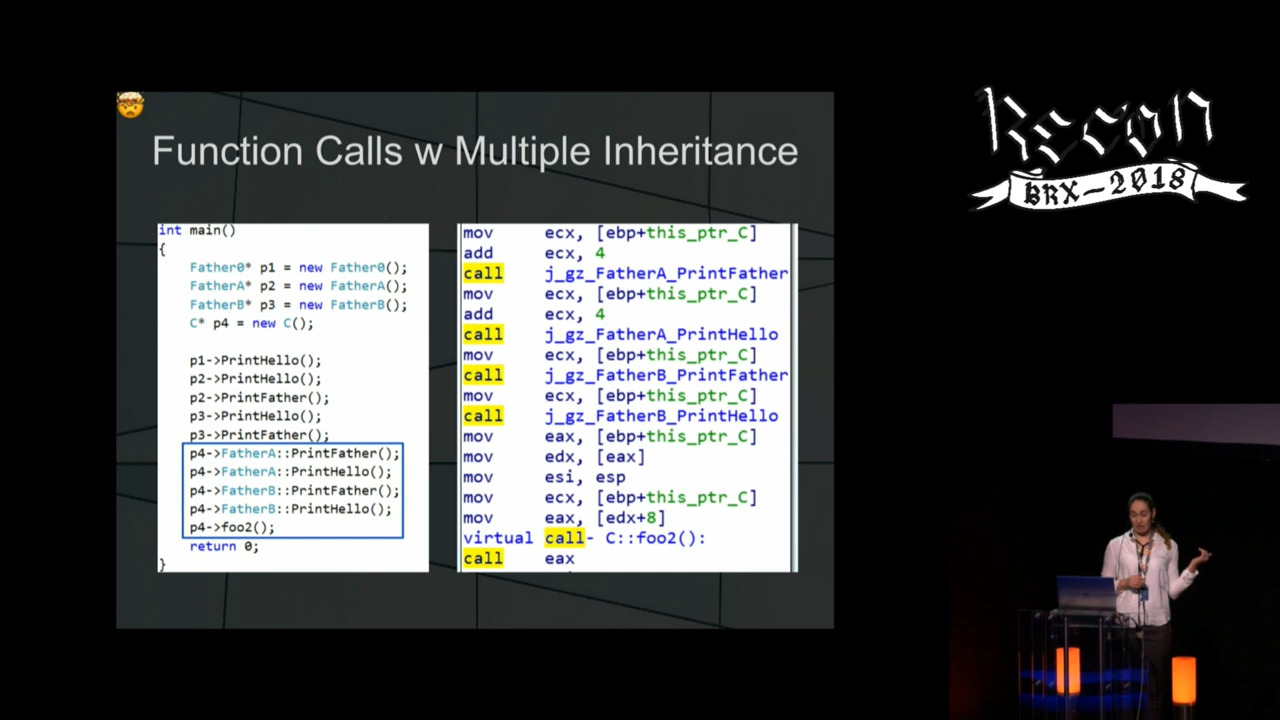 Function Calls w Multiple Inheritance
int main()
{
Father0* p1 = new Father0();
FatherA* p2 = new FatherA();
FatherB* p3 = new FatherB();
C* p4 = new C();
p1->PrintHello();
p2->PrintHello();
p2->PrintFather();
p3->PrintHello();
p3->PrintFather();
p4->FatherA::PrintFather();
p4->FatherA::PrintHello();
p4->FatherB::PrintFather();
p4->FatherB::PrintHello();
p4->foo2();
return 0;
}
mov ecx, [ebp+this_ptr_C]
add ecx, 4
call j_gz_FatherA_PrintFather
mov ecx, [ebp+this_ptr_C]
add ecx, 4
call j_gz_FatherA_PrintHello
mov ecx, [ebp+this_ptr_C]
call j_gz_FatherB_PrintFather
mov ecx, [ebp+this_ptr_C]
call j_gz_FatherB_PrintHello
mov eax, [ebp+this_ptr_C]
mov edx, [eax]
mov esi, esp
mov ecx, [ebp+this_ptr_C]
mov eax, [edx+8]
virtual call- C::foo2():
call eax
Recon
BRX-2018